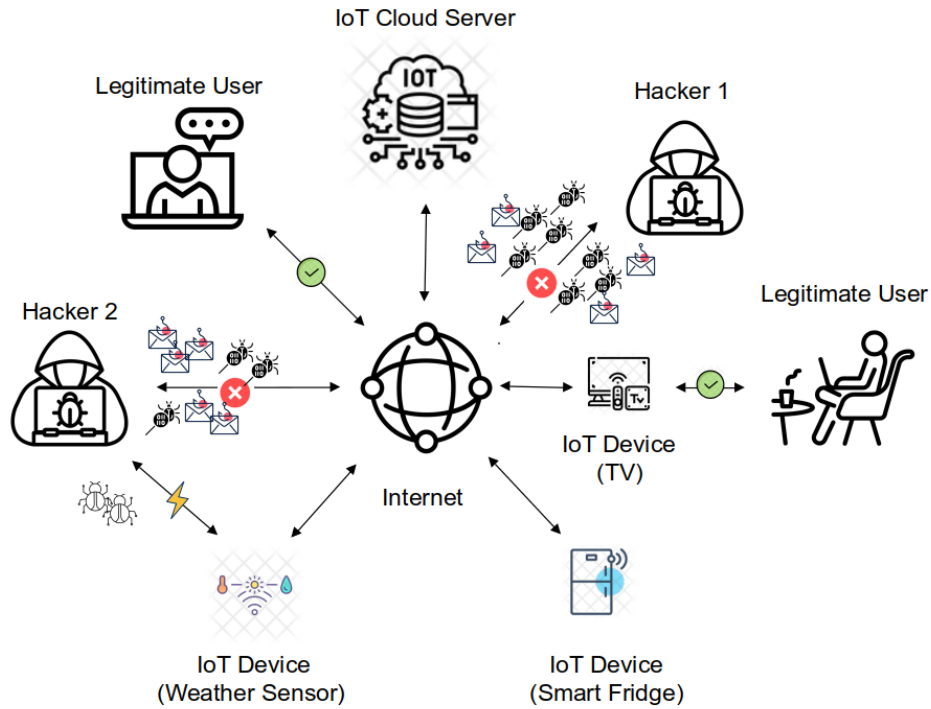 IoT Cloud Server
IOT
Legitimate User
Hacker 1
Hacker 2
Legitimate User
Tv
IoT Device
(TV)
Internet
IoT Device
(Weather Sensor)
IoT Device
(Smart Fridge)